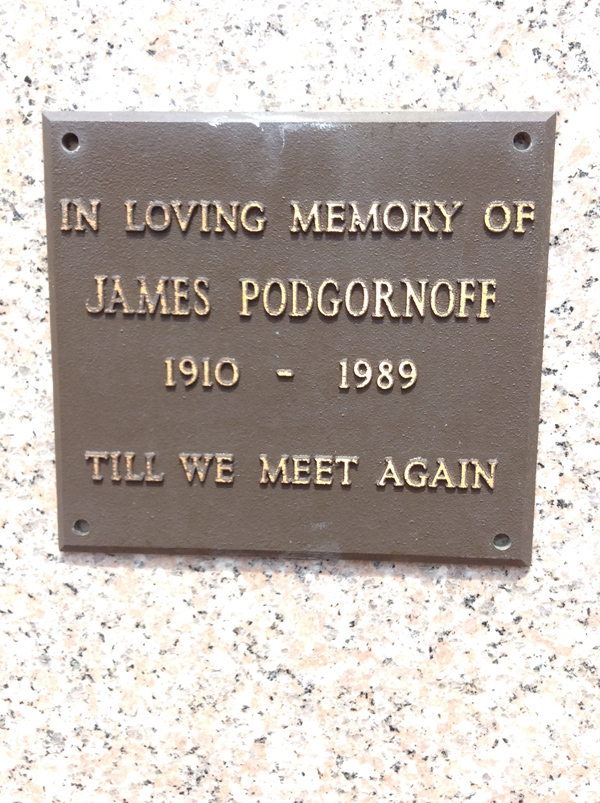 IN LOVING MEMORY OF
JAMES PODGORNOFF
1910 - 1989
TILL WE MEET AGAIN